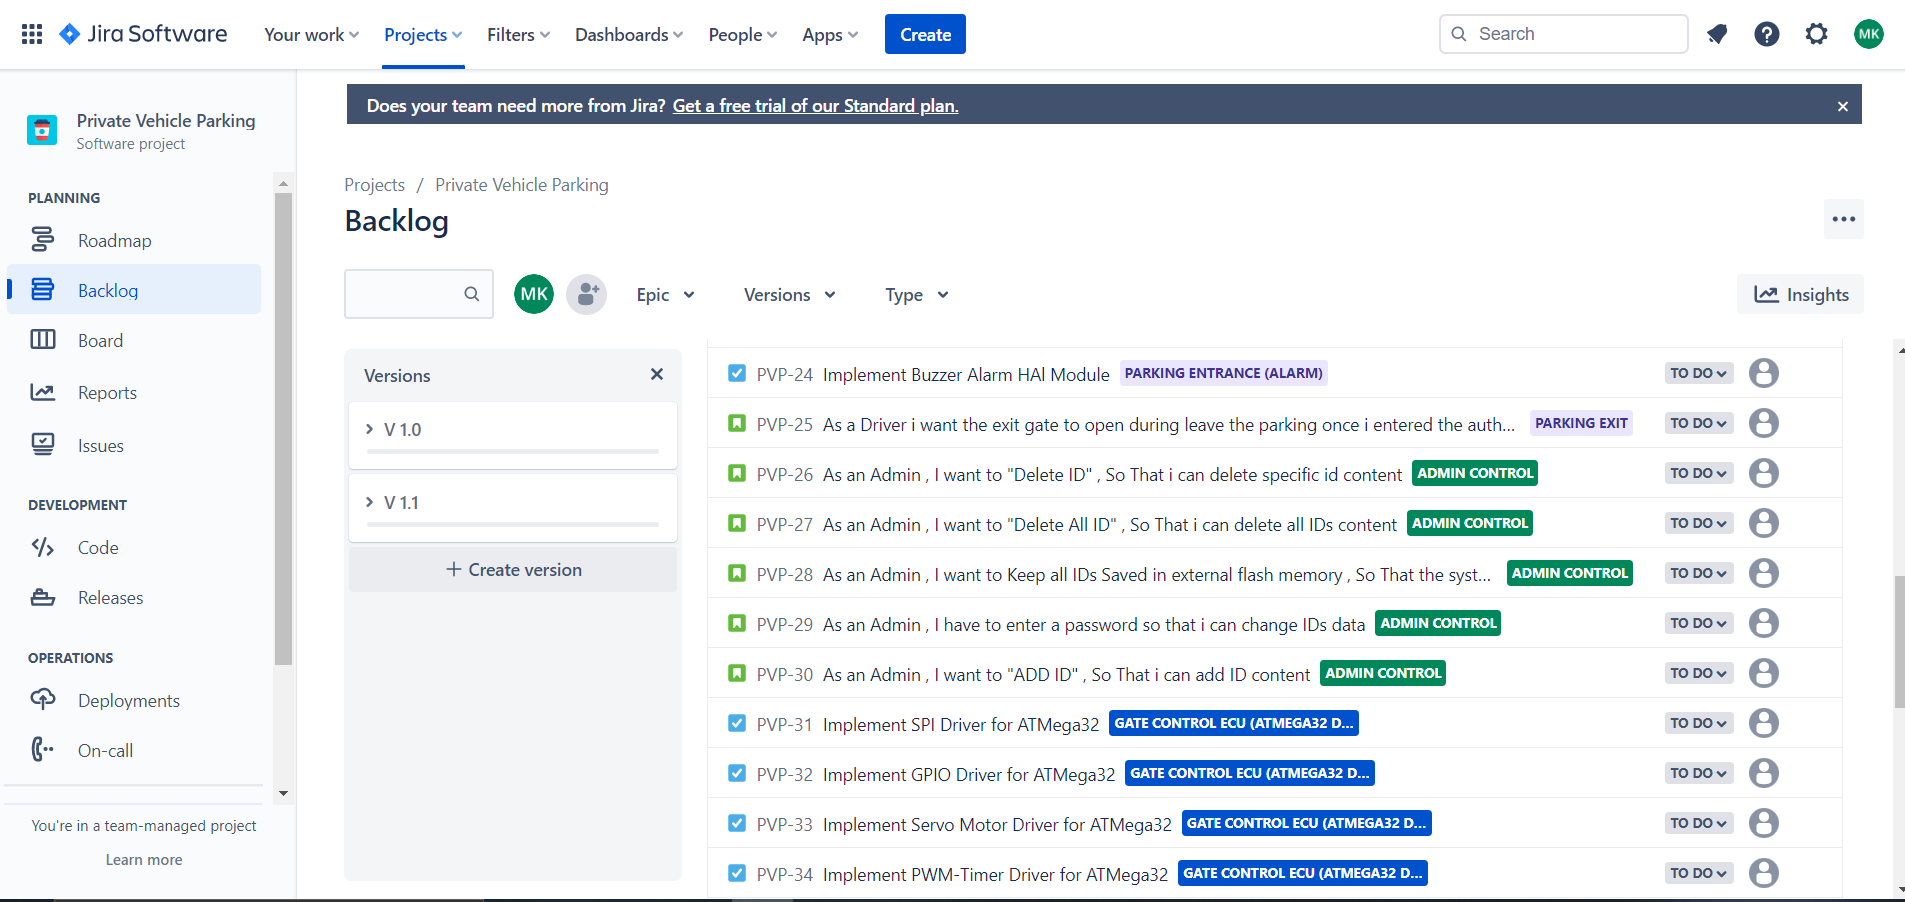 Jira Software Your work Projects Filters Dashboards People Apps Create Search MK
Does your team need more from Jira? Get a free trial of our Standard plan.
Private Vehicle Parking
Software project
PLANNING
Roadmap
Backlog
Board
Reports
Issues
DEVELOPMENT
Code
Releases
OPERATIONS
Deployments
On-call
You're in a team-managed project
Learn more
Projects / Private Vehicle Parking
Backlog
MK Epic Versions Type Insights
Versions
V 1.0
V 1.1
+ Create version
PVP-24 Implement Buzzer Alarm HAl Module PARKING ENTRANCE (ALARM) TO DO
PVP-25 As a Driver i want the exit gate to open during leave the parking once i entered the auth... PARKING EXIT TO DO
PVP-26 As an Admin , I want to "Delete ID" , So That i can delete specific id content ADMIN CONTROL TO DO
PVP-27 As an Admin , I want to "Delete All ID" , So That i can delete all IDs content ADMIN CONTROL TO DO
PVP-28 As an Admin , I want to Keep all IDs Saved in external flash memory , So That the syst... ADMIN CONTROL TO DO
PVP-29 As an Admin , I have to enter a password so that i can change IDs data ADMIN CONTROL TO DO
PVP-30 As an Admin , I want to "ADD ID" , So That i can add ID content ADMIN CONTROL TO DO
PVP-31 Implement SPI Driver for ATMega32 GATE CONTROL ECU (ATMEGA32 D... TO DO
PVP-32 Implement GPIO Driver for ATMega32 GATE CONTROL ECU (ATMEGA32 D... TO DO
PVP-33 Implement Servo Motor Driver for ATMega32 GATE CONTROL ECU (ATMEGA32 D... TO DO
PVP-34 Implement PWM-Timer Driver for ATMega32 GATE CONTROL ECU (ATMEGA32 D... TO DO